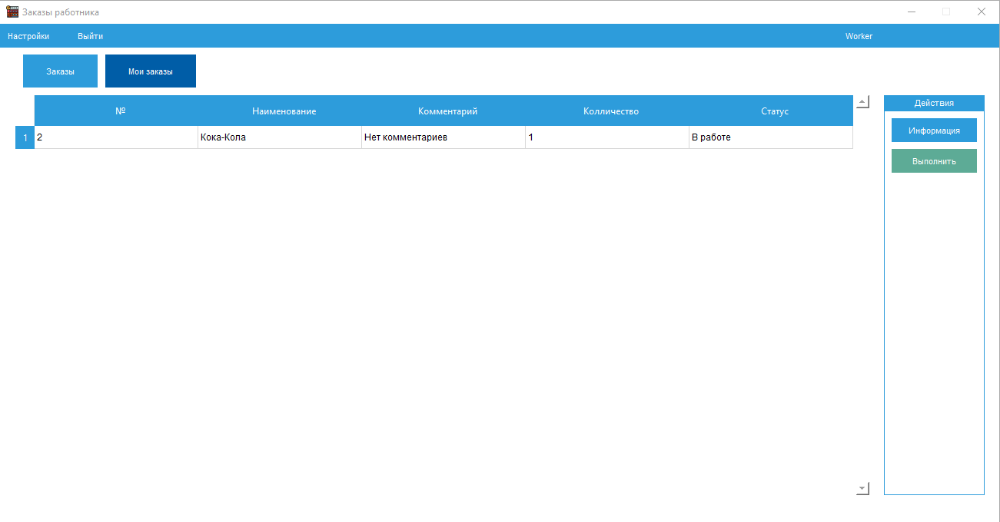 Заказы работника
Настройки Выйти Worker
Заказы Мои заказы
№ Наименование Комментарий Колличество Статус
1 2 Кока-Кола Нет комментариев 1 В работе
Действия
Информация
Выполнить